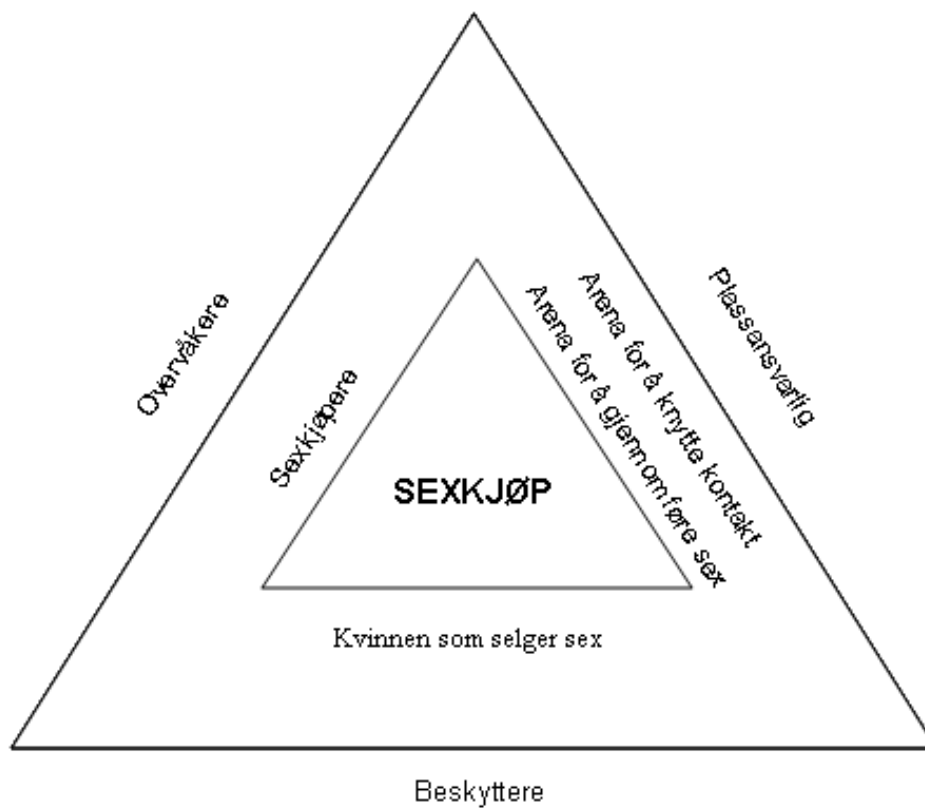 Overvåkere
Plassansvarlig
Arena for å knytte kontakt
Arena for å gjennomføre sex
Sexkjøpere
SEXKJØP
Kvinnen som selger sex
Beskyttere